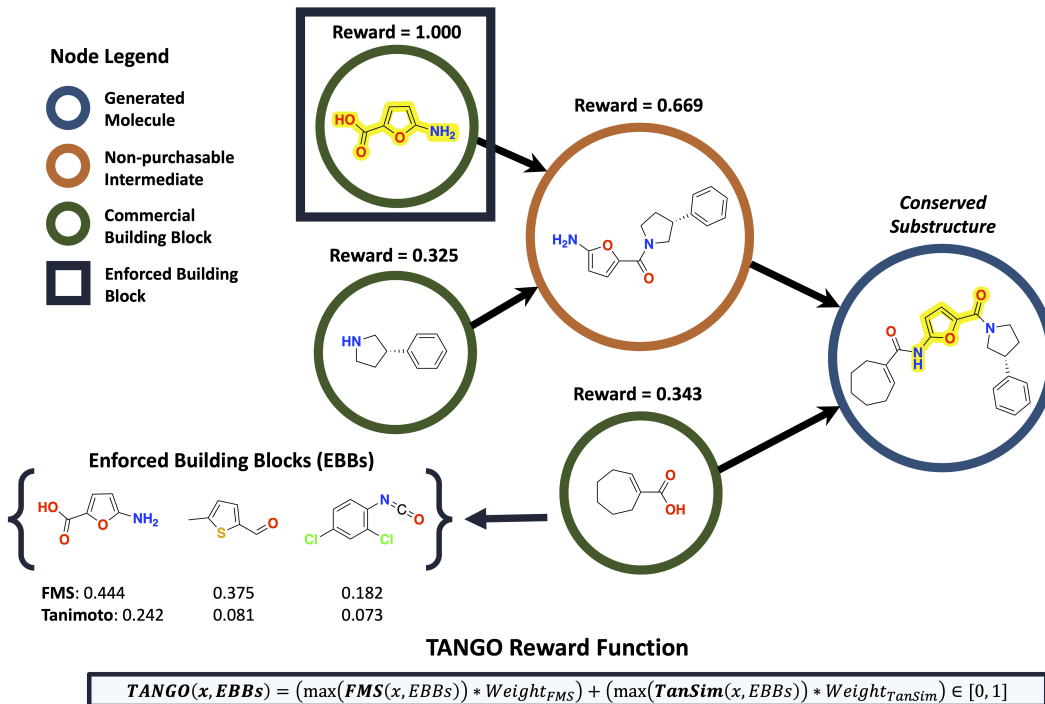 Node Legend
Generated
Molecule
Non-purchasable
Intermediate
Commercial
Building Block
Enforced Building
Block
Reward = 1.000
HO
O
O
NH₂
Reward = 0.325
HN
Reward = 0.669
H₂N
O
N
O
Reward = 0.343
O
OH
Conserved
Substructure
O
N
H
O
O
N
Enforced Building Blocks (EBBs)
HO
O
O
NH₂
S
O
N
C
O
Cl
Cl
FMS: 0.444 0.375 0.182
Tanimoto: 0.242 0.081 0.073
TANGO Reward Function
TANGO(x, EBBs) = (max(FMS(x, EBBs)) * Weight_FMS) + (max(TanSim(x, EBBs)) * Weight_TanSim) ∈ [0, 1]